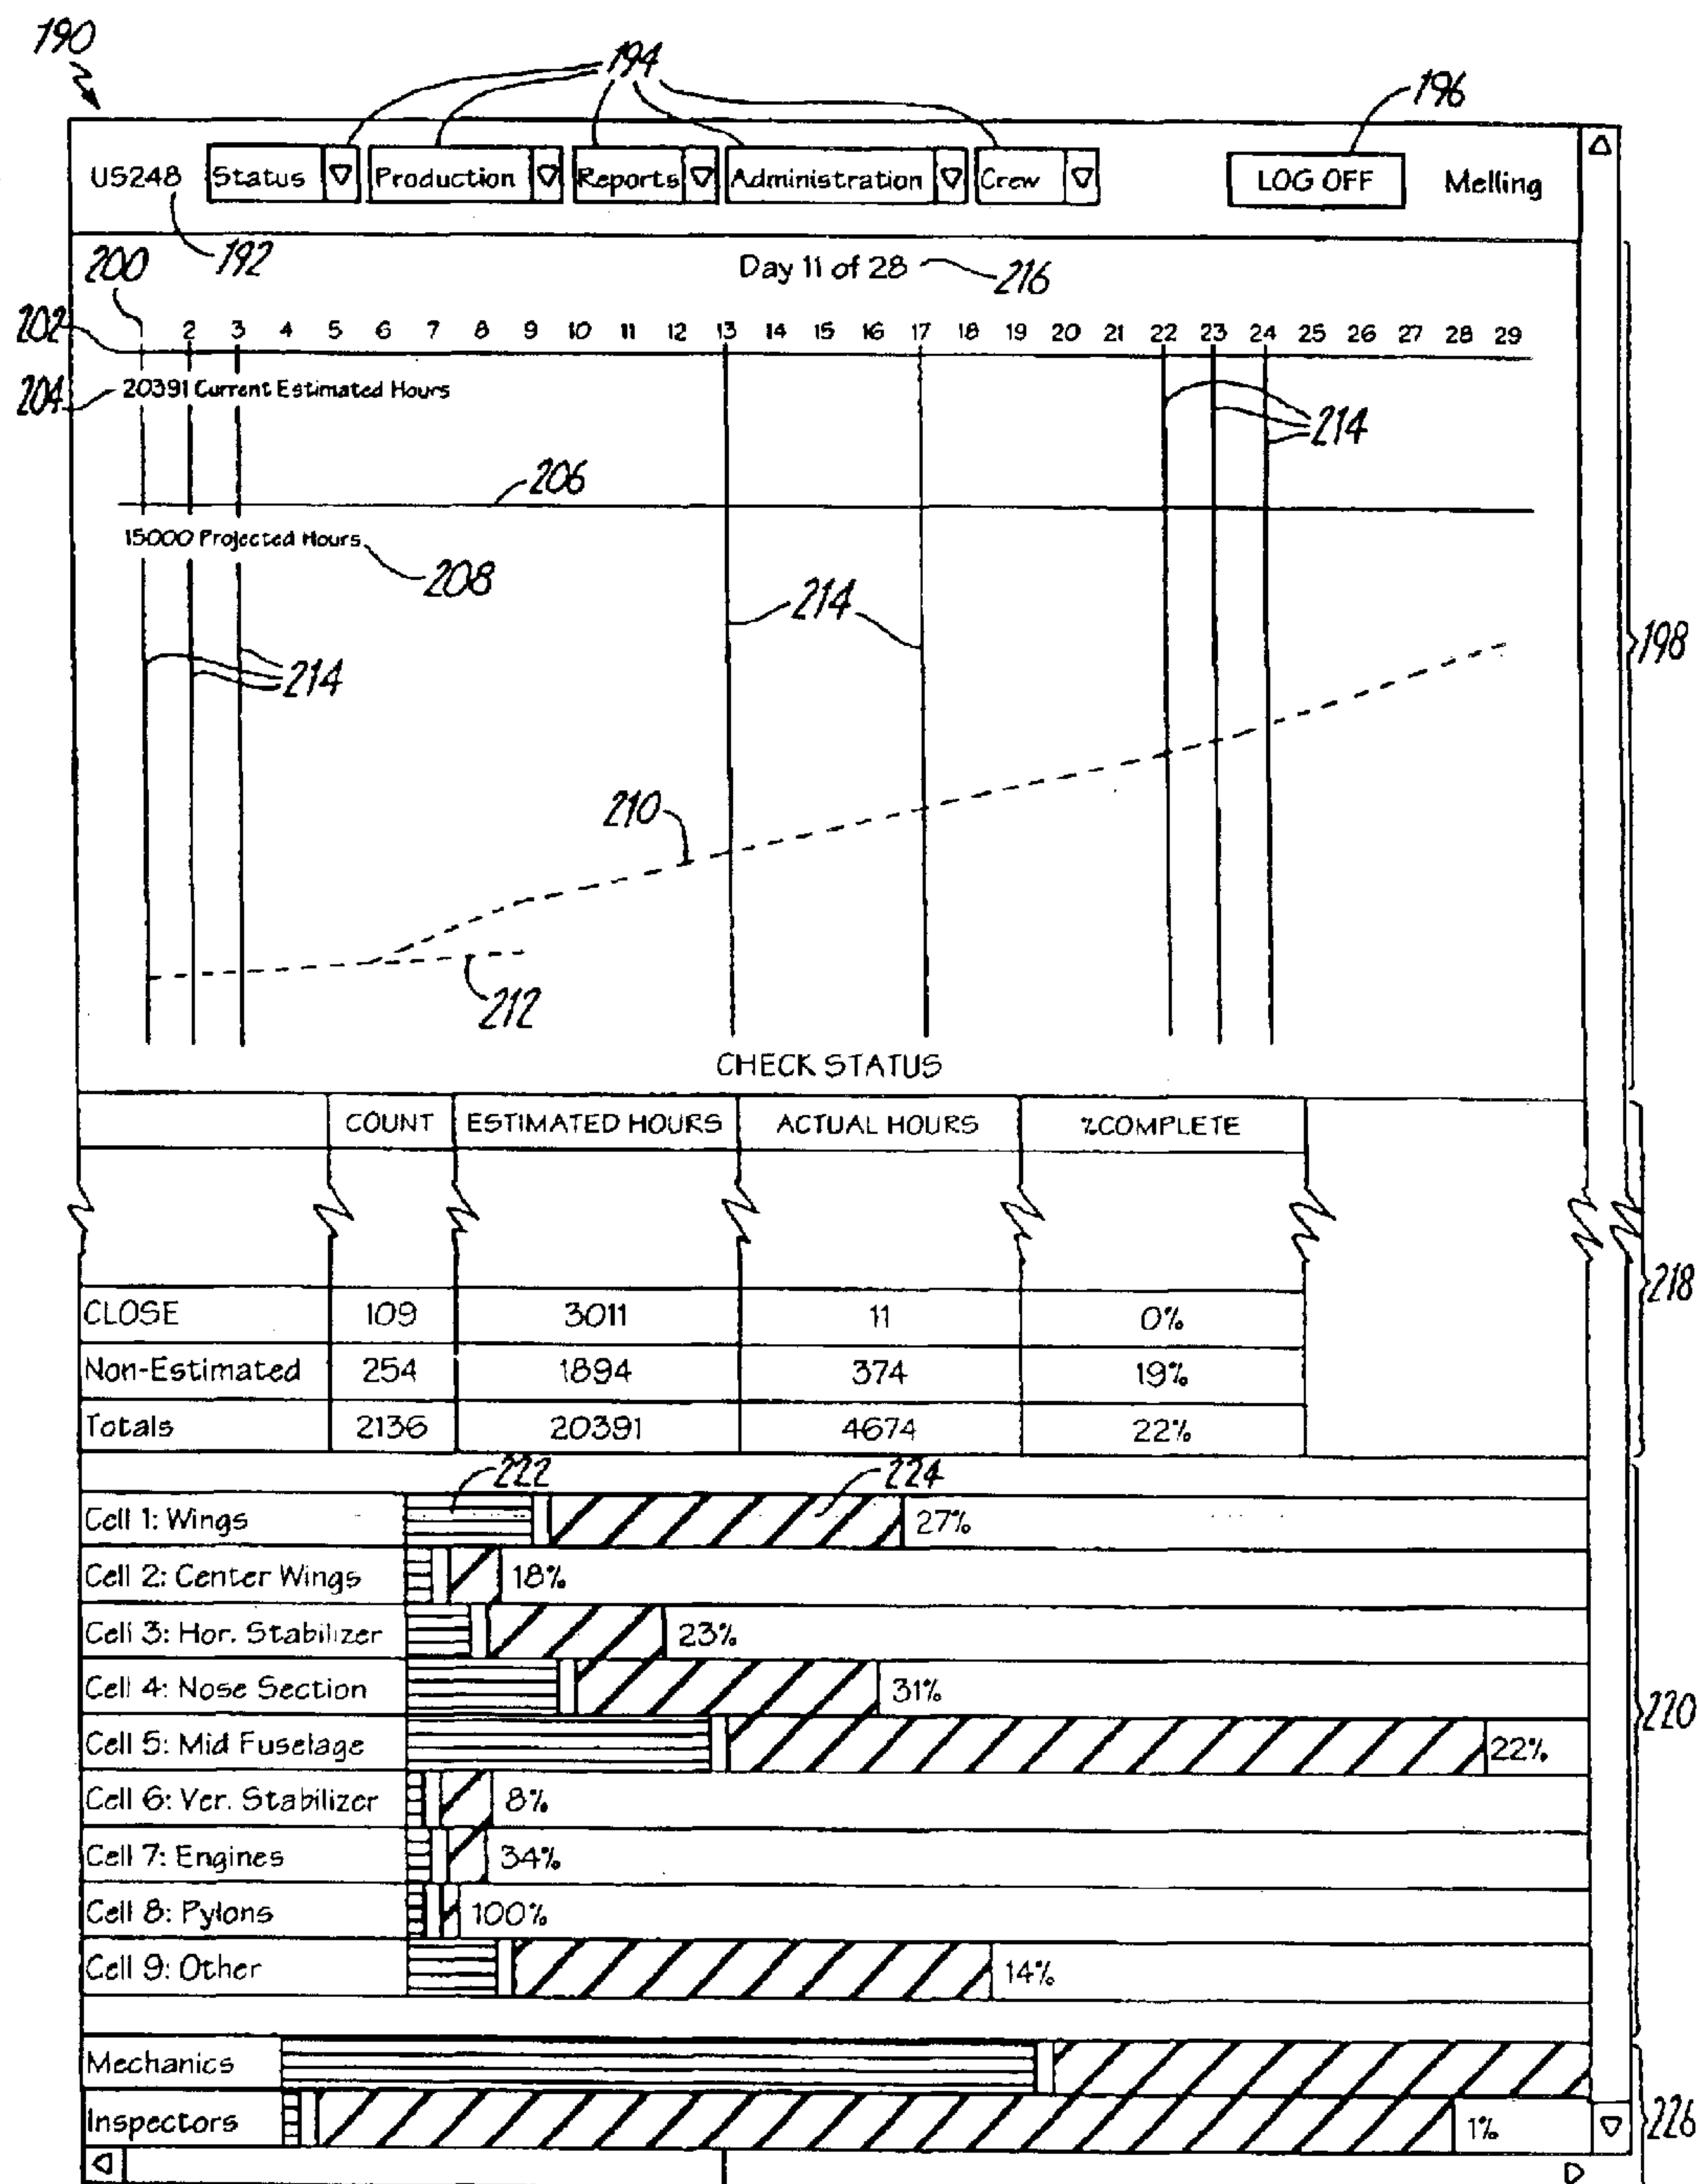 190
194
196
US248 Status Production Reports Administration Crew LOG OFF Melling
192
200
Day 11 of 28 216
202
2 3 4 5 6 7 8 9 10 11 12 13 14 15 16 17 18 19 20 21 22 23 24 25 26 27 28 29
204 20391 Current Estimated Hours
214
206
15000 Projected Hours
208
214
198
214
210
212
CHECK STATUS
COUNT ESTIMATED HOURS ACTUAL HOURS %COMPLETE
218
CLOSE 109 3011 11 0%
Non-Estimated 254 1894 374 19%
Totals 2136 20391 4674 22%
222 224
Cell 1: Wings 27%
Cell 2: Center Wings 18%
Cell 3: Hor. Stabilizer 23%
Cell 4: Nose Section 31%
220
Cell 5: Mid Fuselage 22%
Cell 6: Ver. Stabilizer 8%
Cell 7: Engines 34%
Cell 8: Pylons 100%
Cell 9: Other 14%
Mechanics
Inspectors 1%
226